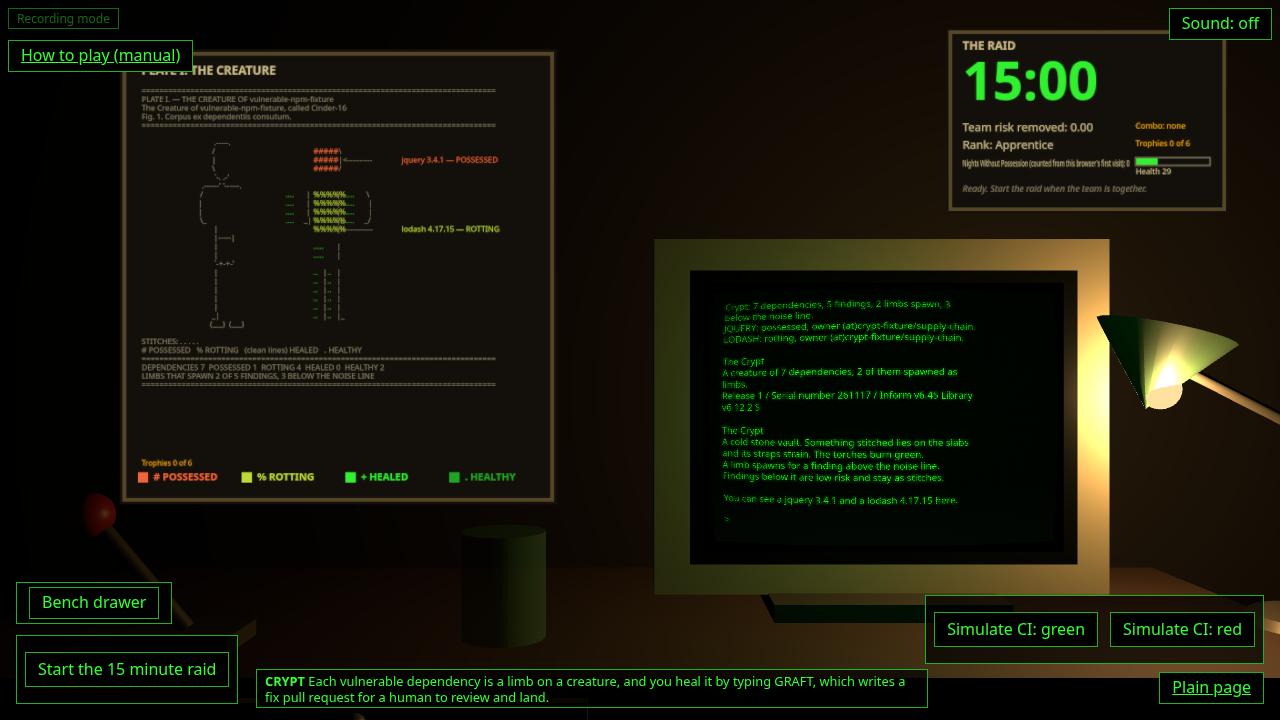 Recording mode
How to play (manual)
Sound: off
PLATE I. THE CREATURE
PLATE I. — THE CREATURE OF vulnerable-npm-fixture
The Creature of vulnerable-npm-fixture, called Cinder-16
Fig. 1. Corpus ex dependentiis consutum.
jquery 3.4.1 — POSSESSED
lodash 4.17.15 — ROTTING
STITCHES: . . . . .
# POSSESSED % ROTTING (clean lines) HEALED . HEALTHY
DEPENDENCIES 7 POSSESSED 1 ROTTING 4 HEALED 0 HEALTHY 2
LIMBS THAT SPAWN 2 OF 5 FINDINGS, 3 BELOW THE NOISE LINE
Trophies 0 of 6
# POSSESSED % ROTTING + HEALED . HEALTHY
THE RAID
15:00
Team risk removed: 0.00
Combo: none
Rank: Apprentice
Trophies 0 of 6
Nights Without Possession (counted from this browser's first visit): 0
Health 29
Ready. Start the raid when the team is together.
Crypt: 7 dependencies, 5 findings, 2 limbs spawn, 3
below the noise line.
JQUERY: possessed, owner (at)crypt-fixture/supply-chain.
LODASH: rotting, owner (at)crypt-fixture/supply-chain.
The Crypt
A creature of 7 dependencies, 2 of them spawned as
limbs.
Release 1 / Serial number 261117 / Inform v6.45 Library
v6.12.2 S
The Crypt
A cold stone vault. Something stitched lies on the slabs
and its straps strain. The torches burn green.
A limb spawns for a finding above the noise line.
Findings below it are low risk and stay as stitches.
You can see a jquery 3.4.1 and a lodash 4.17.15 here.
>
Bench drawer
Start the 15 minute raid
Simulate CI: green
Simulate CI: red
CRYPT Each vulnerable dependency is a limb on a creature, and you heal it by typing GRAFT, which writes a
fix pull request for a human to review and land.
Plain page